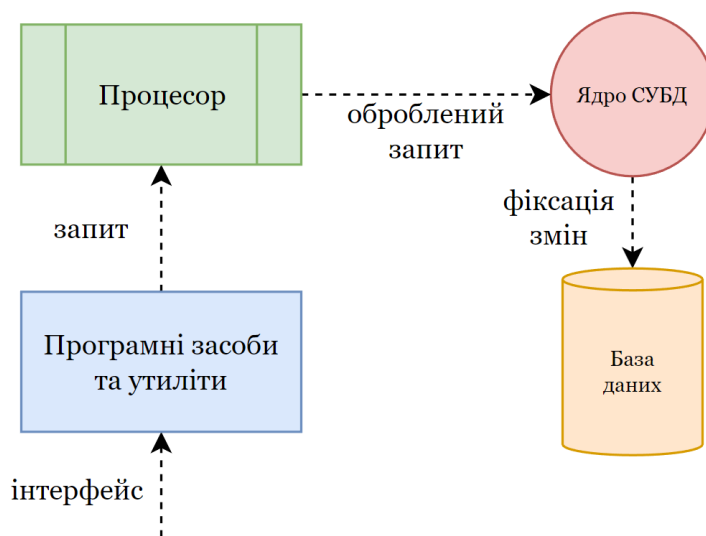 Процесор
оброблений
запит
Ядро СУБД
запит
фіксація
змін
Програмні засоби
та утиліти
База
даних
інтерфейс